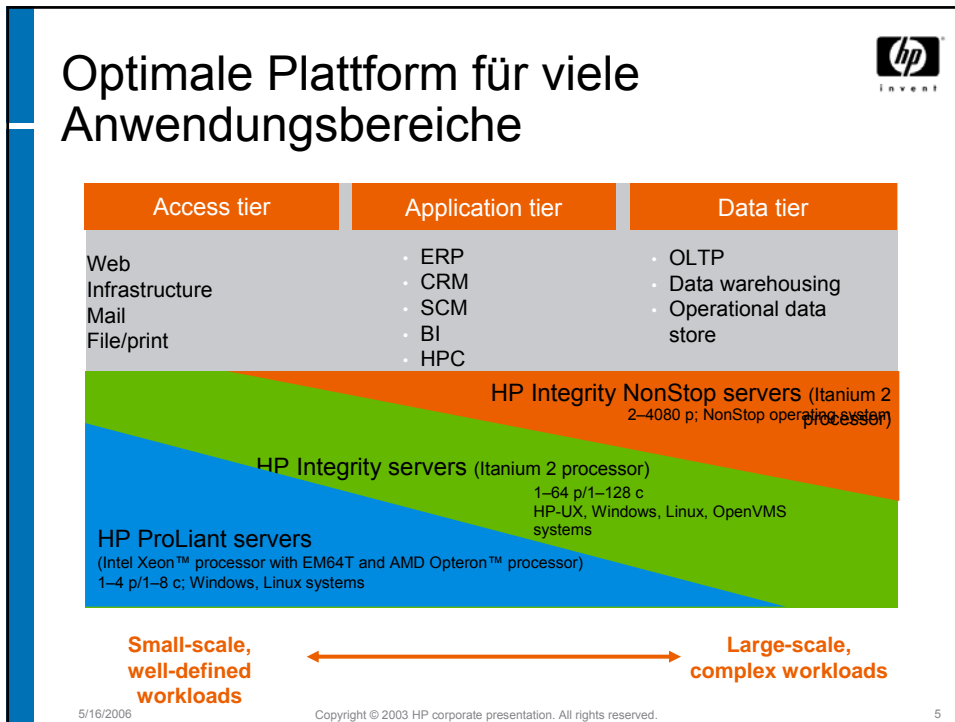 Optimale Plattform für viele
Anwendungsbereiche
hp
invent
Access tier
Application tier
Data tier
Web
Infrastructure
Mail
File/print
· ERP
· CRM
· SCM
· BI
· HPC
· OLTP
· Data warehousing
· Operational data
store
HP Integrity NonStop servers (Itanium 2
processor)
2–4080 p; NonStop operating system
HP Integrity servers (Itanium 2 processor)
1–64 p/1–128 c
HP-UX, Windows, Linux, OpenVMS
systems
HP ProLiant servers
(Intel Xeon™ processor with EM64T and AMD Opteron™ processor)
1–4 p/1–8 c; Windows, Linux systems
Small-scale,
well-defined
workloads
Large-scale,
complex workloads
5/16/2006
Copyright © 2003 HP corporate presentation. All rights reserved.
5